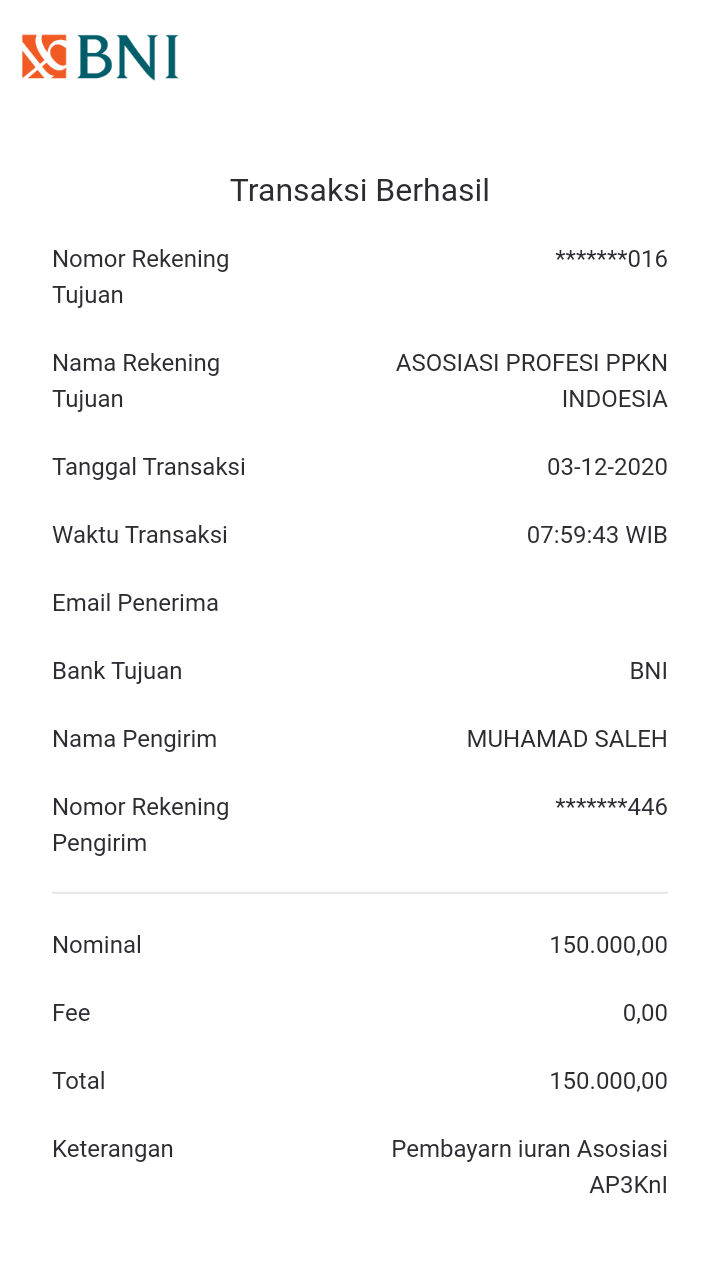 BNI
Transaksi Berhasil
Nomor Rekening Tujuan *******016
Nama Rekening Tujuan ASOSIASI PROFESI PPKN INDOESIA
Tanggal Transaksi 03-12-2020
Waktu Transaksi 07:59:43 WIB
Email Penerima
Bank Tujuan BNI
Nama Pengirim MUHAMAD SALEH
Nomor Rekening Pengirim *******446
Nominal 150.000,00
Fee 0,00
Total 150.000,00
Keterangan Pembayarn iuran Asosiasi AP3KnI